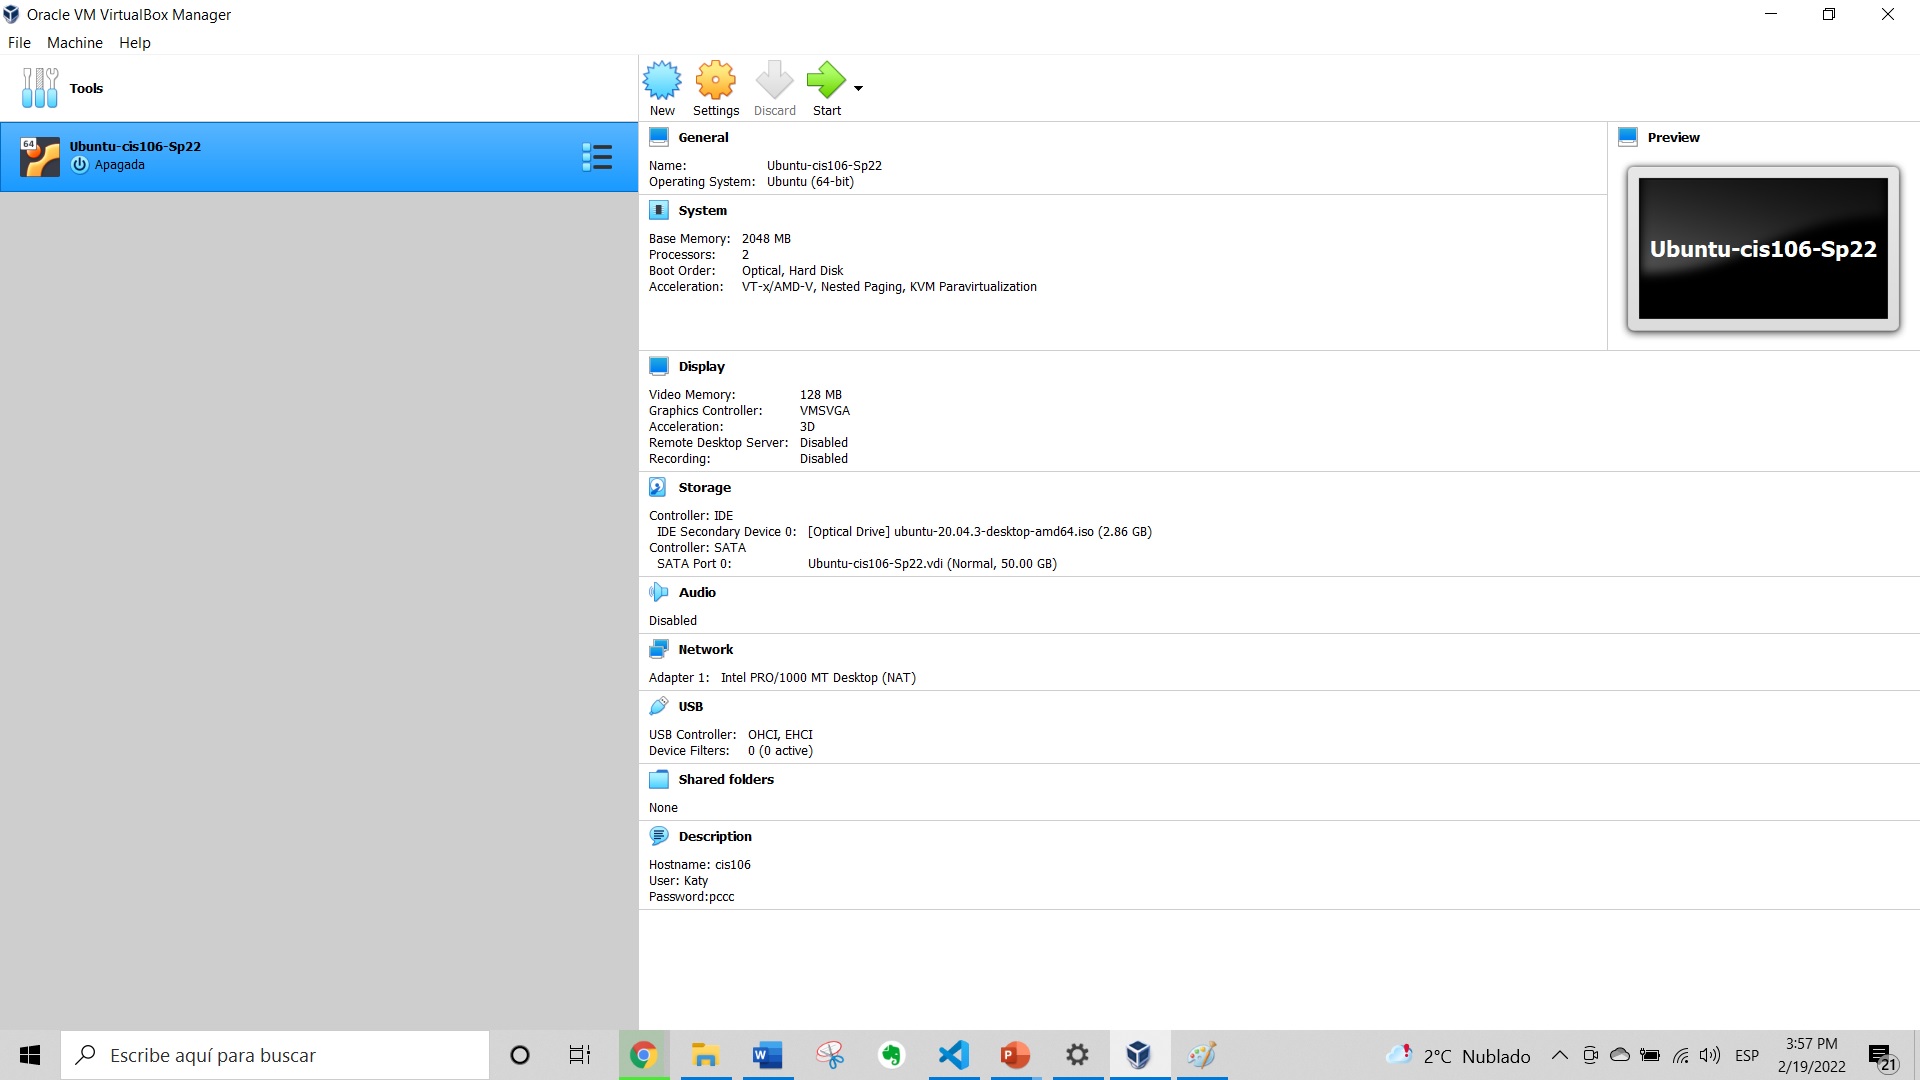 Oracle VM VirtualBox Manager
File Machine Help
Tools
New Settings Discard Start
64
Ubuntu-cis106-Sp22
Apagada
General
Name: Ubuntu-cis106-Sp22
Operating System: Ubuntu (64-bit)
Preview
Ubuntu-cis106-Sp22
System
Base Memory: 2048 MB
Processors: 2
Boot Order: Optical, Hard Disk
Acceleration: VT-x/AMD-V, Nested Paging, KVM Paravirtualization
Display
Video Memory: 128 MB
Graphics Controller: VMSVGA
Acceleration: 3D
Remote Desktop Server: Disabled
Recording: Disabled
Storage
Controller: IDE
IDE Secondary Device 0: [Optical Drive] ubuntu-20.04.3-desktop-amd64.iso (2.86 GB)
Controller: SATA
SATA Port 0: Ubuntu-cis106-Sp22.vdi (Normal, 50.00 GB)
Audio
Disabled
Network
Adapter 1: Intel PRO/1000 MT Desktop (NAT)
USB
USB Controller: OHCI, EHCI
Device Filters: 0 (0 active)
Shared folders
None
Description
Hostname: cis106
User: Katy
Password:pccc
Escribe aquí para buscar
W
P
2°C Nublado
ESP
3:57 PM
2/19/2022
21